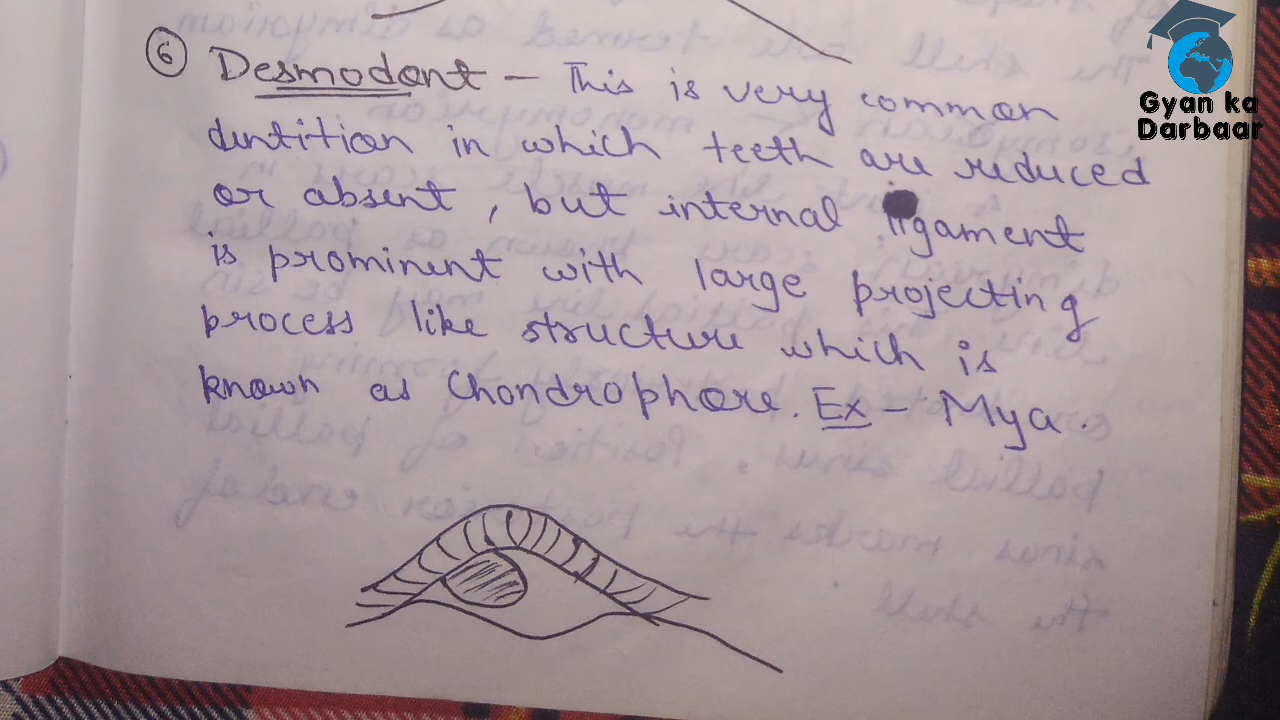 ⑥ Desmodont - This is very common
dentition in which teeth are reduced
or absent, but internal ligament
is prominent with large projecting
process like structure which is
known as Chondrophore. Ex - Mya.
Gyan ka
Darbaar